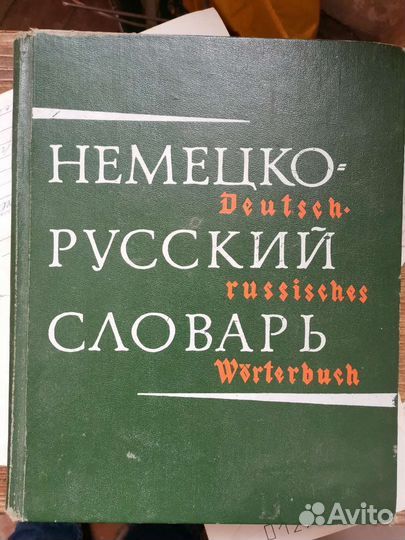 НЕМЕЦКО=
Deutsch-
РУССКИЙ
russisches
СЛОВАРЬ
Wörterbuch
Avito